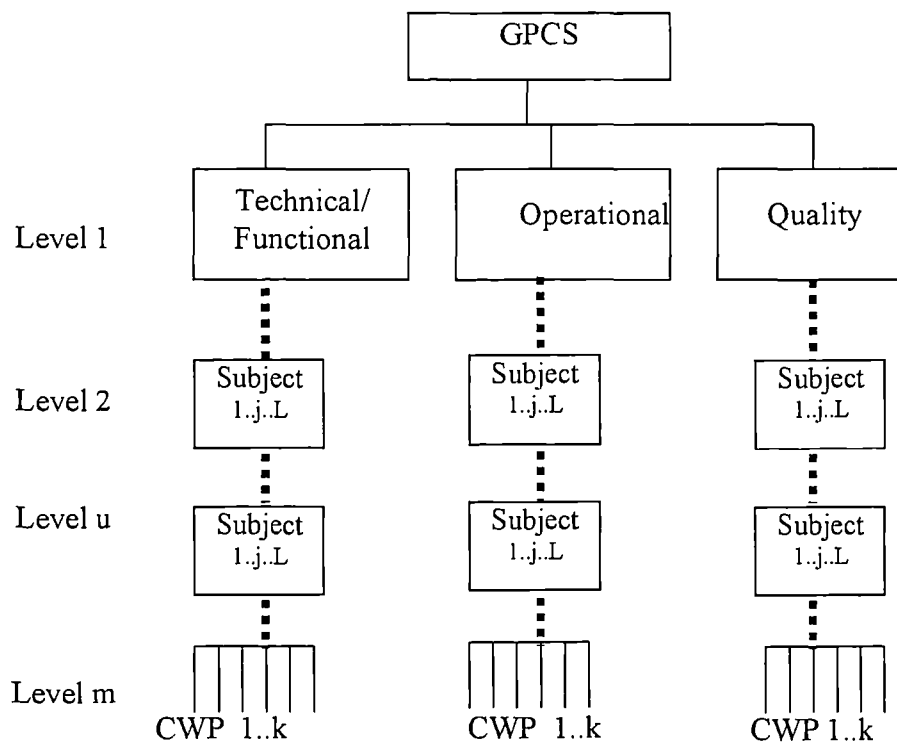 GPCS
Technical/
Functional
Operational
Quality
Level 1
Subject
1..j..L
Subject
1..j..L
Subject
1..j..L
Level 2
Subject
1..j..L
Subject
1..j..L
Subject
1..j..L
Level u
Level m
CWP 1..k
CWP 1..k
CWP 1..k